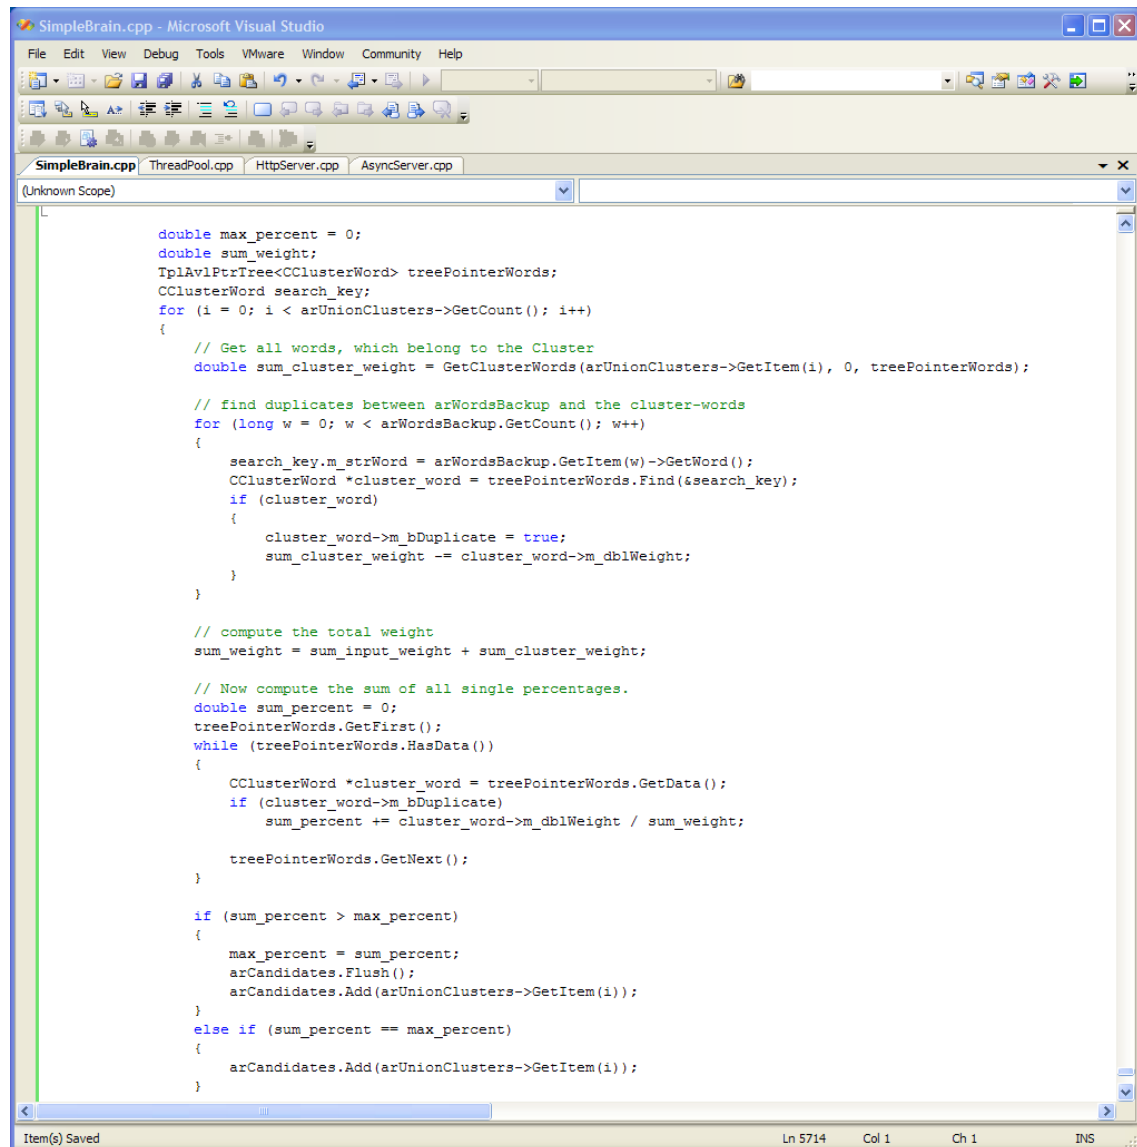 SimpleBrain.cpp - Microsoft Visual Studio
File Edit View Debug Tools VMware Window Community Help
SimpleBrain.cpp ThreadPool.cpp HttpServer.cpp AsyncServer.cpp
(Unknown Scope)
double max_percent = 0;
double sum_weight;
TplAvlPtrTree<CClusterWord> treePointerWords;
CClusterWord search_key;
for (i = 0; i < arUnionClusters->GetCount(); i++)
{
// Get all words, which belong to the Cluster
double sum_cluster_weight = GetClusterWords(arUnionClusters->GetItem(i), 0, treePointerWords);
// find duplicates between arWordsBackup and the cluster-words
for (long w = 0; w < arWordsBackup.GetCount(); w++)
{
search_key.m_strWord = arWordsBackup.GetItem(w)->GetWord();
CClusterWord *cluster_word = treePointerWords.Find(&search_key);
if (cluster_word)
{
cluster_word->m_bDuplicate = true;
sum_cluster_weight -= cluster_word->m_dblWeight;
}
}
// compute the total weight
sum_weight = sum_input_weight + sum_cluster_weight;
// Now compute the sum of all single percentages.
double sum_percent = 0;
treePointerWords.GetFirst();
while (treePointerWords.HasData())
{
CClusterWord *cluster_word = treePointerWords.GetData();
if (cluster_word->m_bDuplicate)
sum_percent += cluster_word->m_dblWeight / sum_weight;
treePointerWords.GetNext();
}
if (sum_percent > max_percent)
{
max_percent = sum_percent;
arCandidates.Flush();
arCandidates.Add(arUnionClusters->GetItem(i));
}
else if (sum_percent == max_percent)
{
arCandidates.Add(arUnionClusters->GetItem(i));
}
Item(s) Saved Ln 5714 Col 1 Ch 1 INS